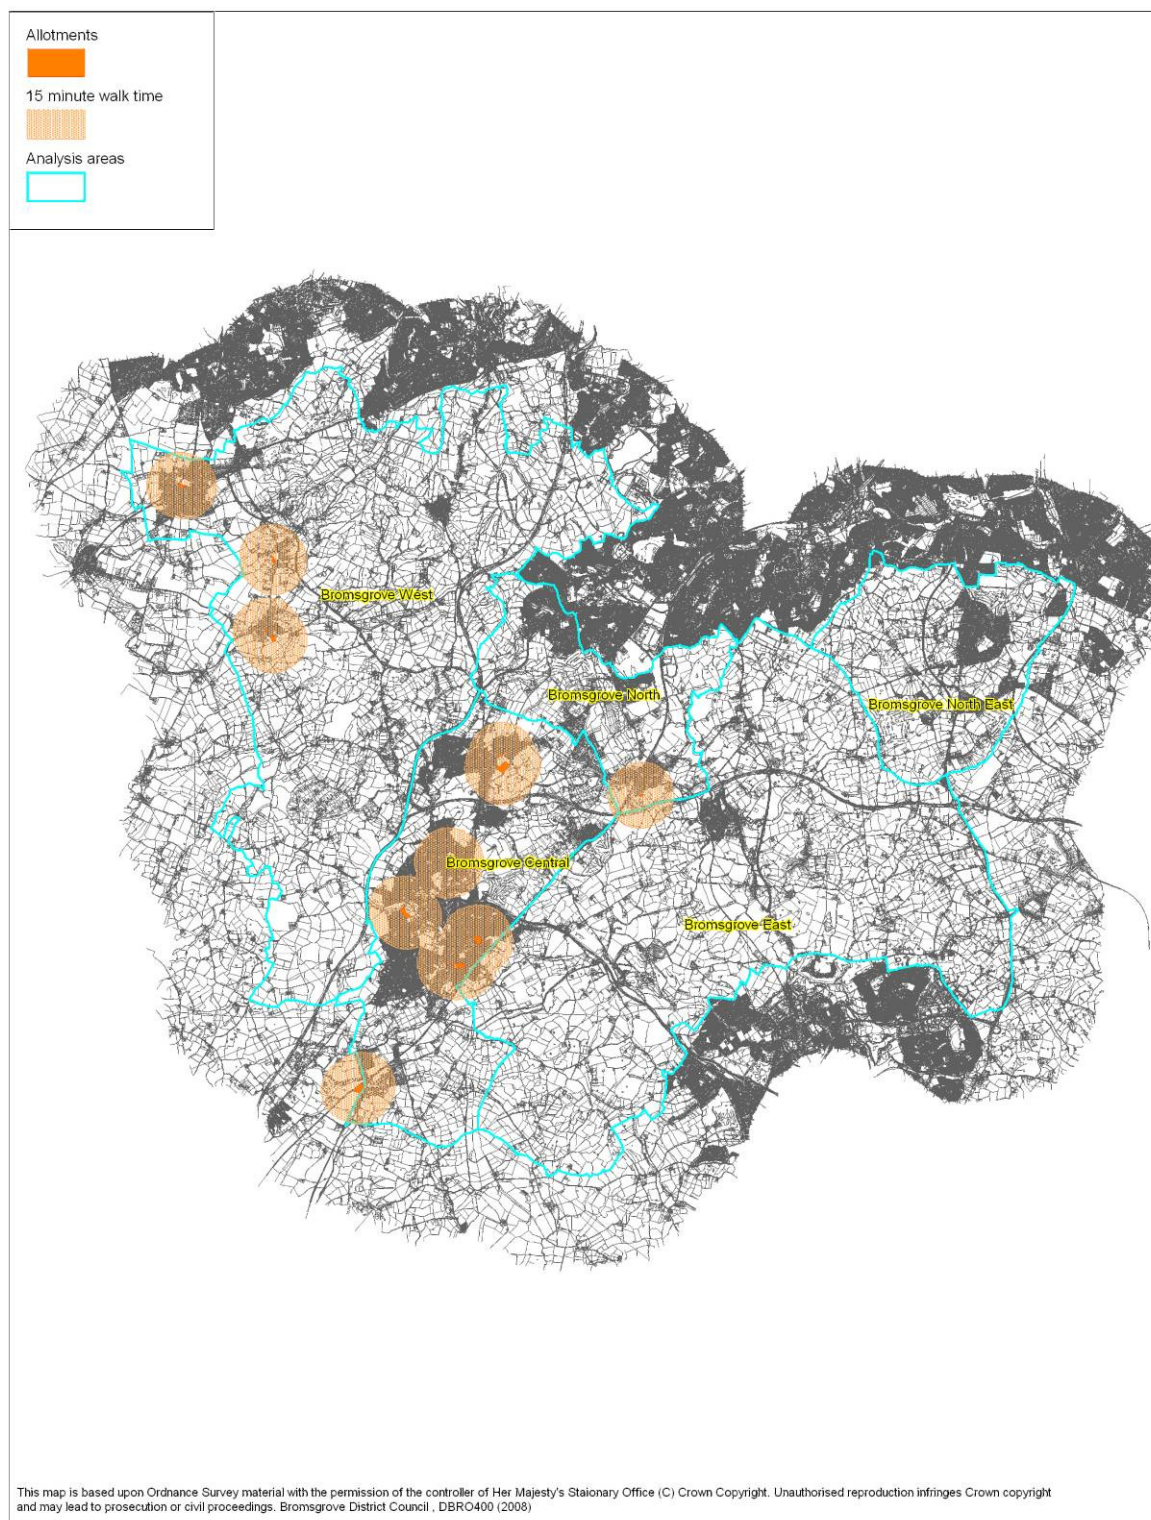 Allotments
15 minute walk time
Analysis areas
Bromsgrove West
Bromsgrove North
Bromsgrove North East
Bromsgrove Central
Bromsgrove East
This map is based upon Ordnance Survey material with the permission of the controller of Her Majesty's Staionary Office (C) Crown Copyright. Unauthorised reproduction infringes Crown copyright
and may lead to prosecution or civil proceedings. Bromsgrove District Council , DBRO400 (2008)